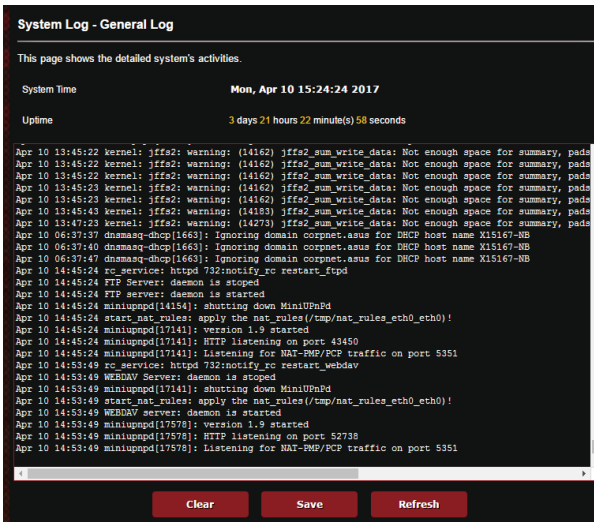 System Log - General Log
This page shows the detailed system's activities.
System Time Mon, Apr 10 15:24:24 2017
Uptime 3 days 21 hours 22 minute(s) 58 seconds
Apr 10 13:45:22 kernel: jffs2: warning: (14162) jffs2_sum_write_data: Not enough space for summary, pads
Apr 10 13:45:22 kernel: jffs2: warning: (14162) jffs2_sum_write_data: Not enough space for summary, pads
Apr 10 13:45:22 kernel: jffs2: warning: (14162) jffs2_sum_write_data: Not enough space for summary, pads
Apr 10 13:45:23 kernel: jffs2: warning: (14162) jffs2_sum_write_data: Not enough space for summary, pads
Apr 10 13:45:23 kernel: jffs2: warning: (14162) jffs2_sum_write_data: Not enough space for summary, pads
Apr 10 13:45:43 kernel: jffs2: warning: (14183) jffs2_sum_write_data: Not enough space for summary, pads
Apr 10 13:47:23 kernel: jffs2: warning: (14273) jffs2_sum_write_data: Not enough space for summary, pads
Apr 10 06:37:37 dnsmasq-dhcp[1663]: Ignoring domain corpnet.asus for DHCP host name X15167-NB
Apr 10 06:37:40 dnsmasq-dhcp[1663]: Ignoring domain corpnet.asus for DHCP host name X15167-NB
Apr 10 06:37:47 dnsmasq-dhcp[1663]: Ignoring domain corpnet.asus for DHCP host name X15167-NB
Apr 10 14:45:24 rc_service: httpd 732:notify_rc restart_ftpd
Apr 10 14:45:24 FTP Server: daemon is stoped
Apr 10 14:45:24 FTP server: daemon is started
Apr 10 14:45:24 miniupnpd[14154]: shutting down MiniUPnPd
Apr 10 14:45:24 start_nat_rules: apply the nat_rules(/tmp/nat_rules_eth0_eth0)!
Apr 10 14:45:24 miniupnpd[17141]: version 1.9 started
Apr 10 14:45:24 miniupnpd[17141]: HTTP listening on port 43450
Apr 10 14:45:24 miniupnpd[17141]: Listening for NAT-PMP/PCP traffic on port 5351
Apr 10 14:53:49 rc_service: httpd 732:notify_rc restart_webdav
Apr 10 14:53:49 WEBDAV Server: daemon is stoped
Apr 10 14:53:49 miniupnpd[17141]: shutting down MiniUPnPd
Apr 10 14:53:49 start_nat_rules: apply the nat_rules(/tmp/nat_rules_eth0_eth0)!
Apr 10 14:53:49 WEBDAV server: daemon is started
Apr 10 14:53:49 miniupnpd[17578]: version 1.9 started
Apr 10 14:53:49 miniupnpd[17578]: HTTP listening on port 52738
Apr 10 14:53:49 miniupnpd[17578]: Listening for NAT-PMP/PCP traffic on port 5351
Clear Save Refresh